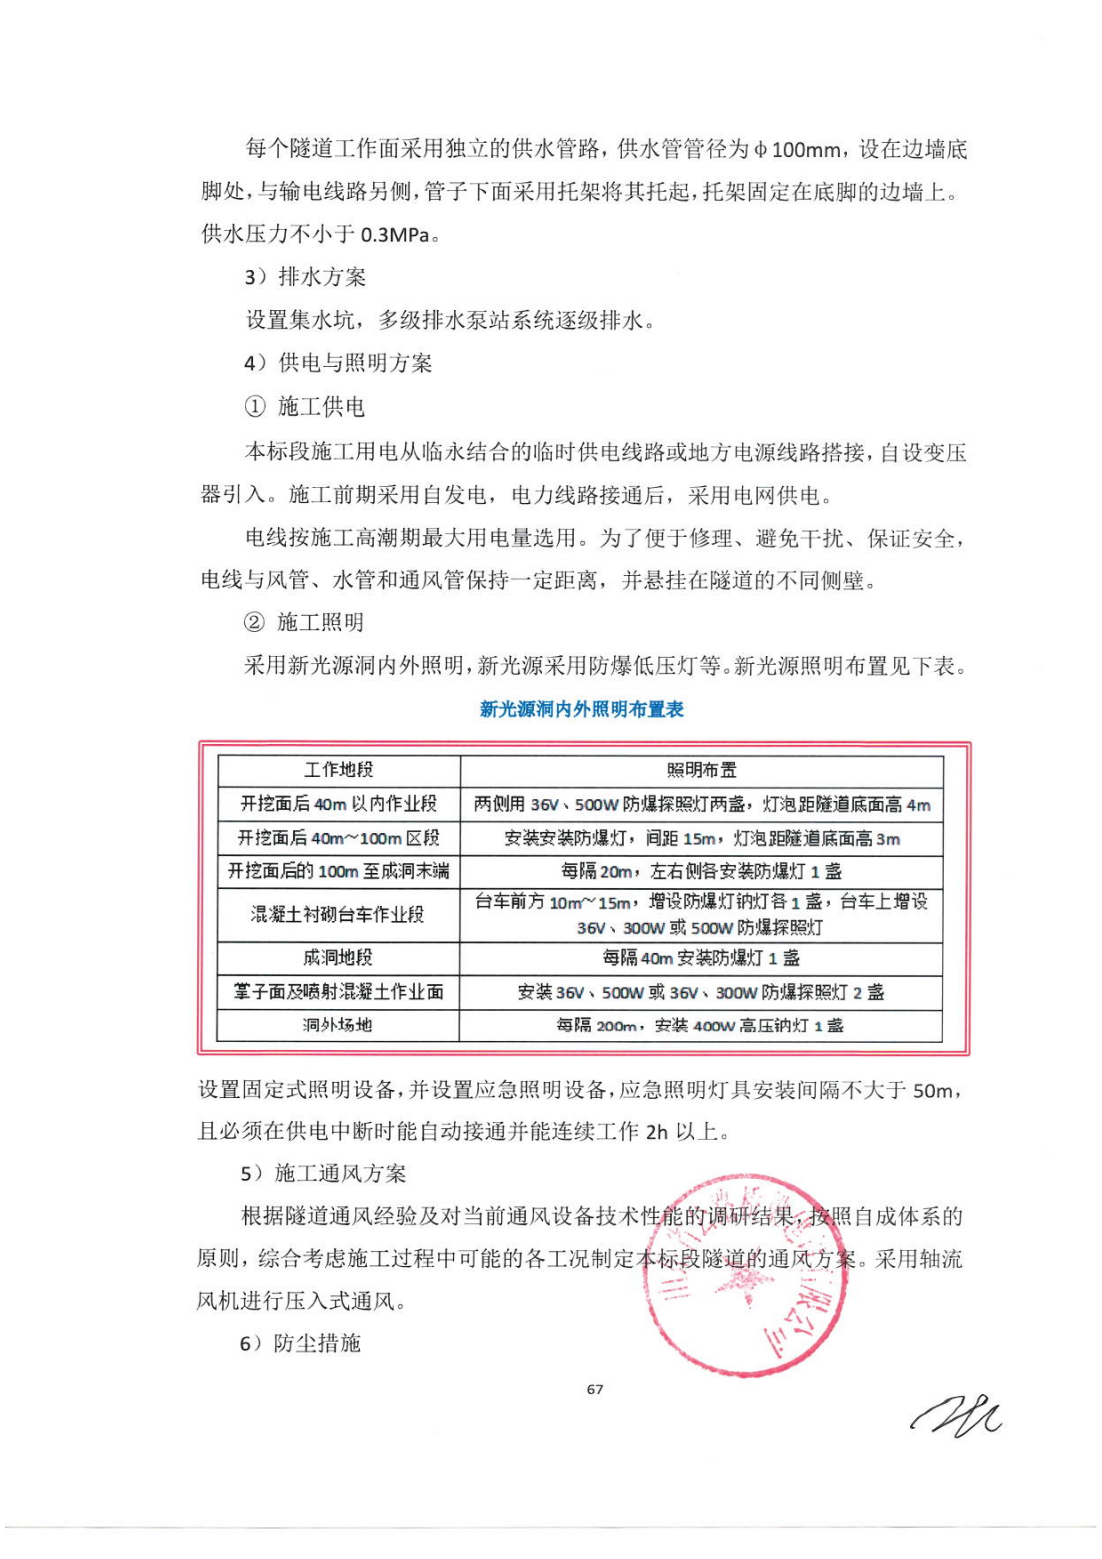 每个隧道工作面采用独立的供水管路，供水管管径为φ100mm，设在边墙底
脚处，与输电线路另侧，管子下面采用托架将其托起，托架固定在底脚的边墙上。
供水压力不小于 0.3MPa。
3）排水方案
设置集水坑，多级排水泵站系统逐级排水。
4）供电与照明方案
① 施工供电
本标段施工用电从临永结合的临时供电线路或地方电源线路搭接，自设变压
器引入。施工前期采用自发电，电力线路接通后，采用电网供电。
电线按施工高潮期最大用电量选用。为了便于修理、避免干扰、保证安全，
电线与风管、水管和通风管保持一定距离，并悬挂在隧道的不同侧壁。
② 施工照明
采用新光源洞内外照明，新光源采用防爆低压灯等。新光源照明布置见下表。
新光源洞内外照明布置表
工作地段 照明布置
开挖面后 40m 以内作业段 两侧用 36V、500W 防爆探照灯两盏，灯泡距隧道底面高 4m
开挖面后 40m～100m 区段 安装安装防爆灯，间距 15m，灯泡距隧道底面高 3m
开挖面后的 100m 至成洞末端 每隔 20m，左右侧各安装防爆灯 1 盏
混凝土衬砌台车作业段 台车前方 10m～15m，增设防爆灯钠灯各 1 盏，台车上增设
36V、300W 或 500W 防爆探照灯
成洞地段 每隔 40m 安装防爆灯 1 盏
掌子面及喷射混凝土作业面 安装 36V、500W 或 36V、300W 防爆探照灯 2 盏
洞外场地 每隔 200m，安装 400W 高压钠灯 1 盏
设置固定式照明设备，并设置应急照明设备，应急照明灯具安装间隔不大于 50m，
且必须在供电中断时能自动接通并能连续工作 2h 以上。
5）施工通风方案
根据隧道通风经验及对当前通风设备技术性能的调研结果，按照自成体系的
原则，综合考虑施工过程中可能的各工况制定本标段隧道的通风方案。采用轴流
风机进行压入式通风。
6）防尘措施
67